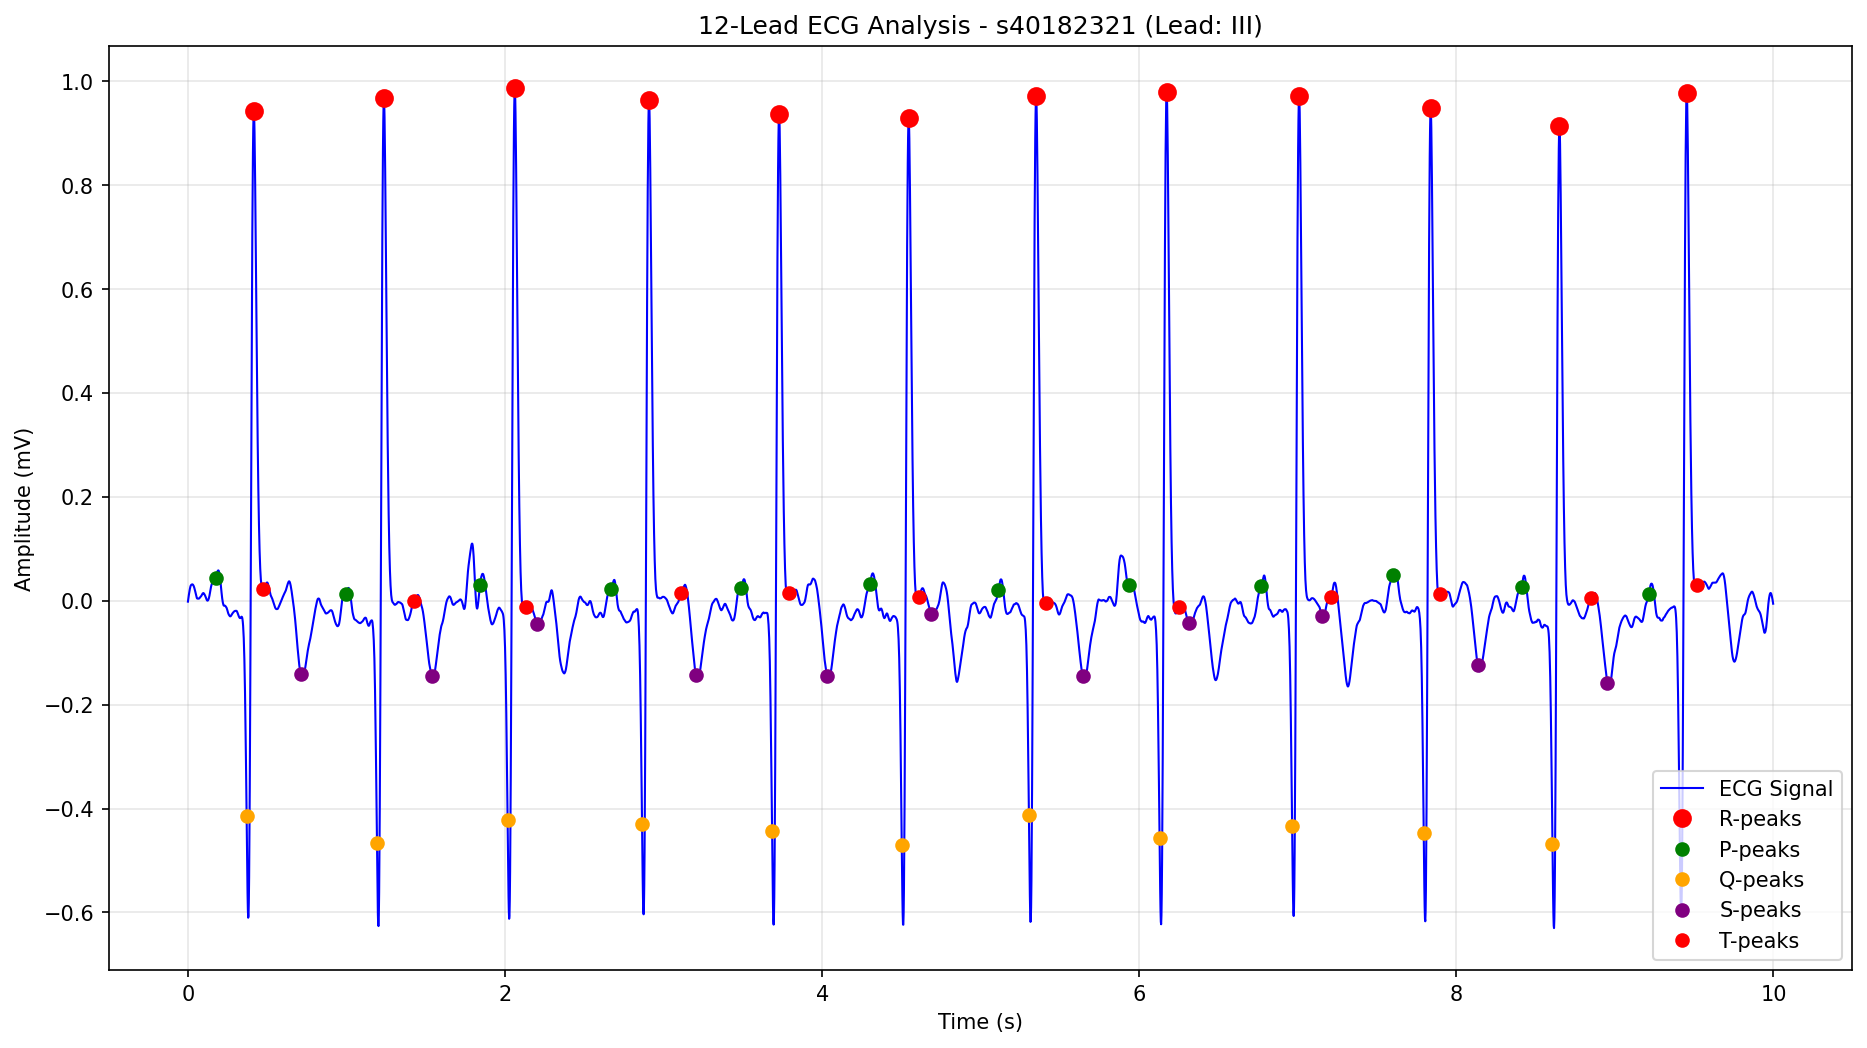 12-Lead ECG Analysis - s40182321 (Lead: III)
Amplitude (mV)
1.0
0.8
0.6
0.4
0.2
0.0
−0.2
−0.4
−0.6
ECG Signal
R-peaks
P-peaks
Q-peaks
S-peaks
T-peaks
0 2 4 6 8 10
Time (s)